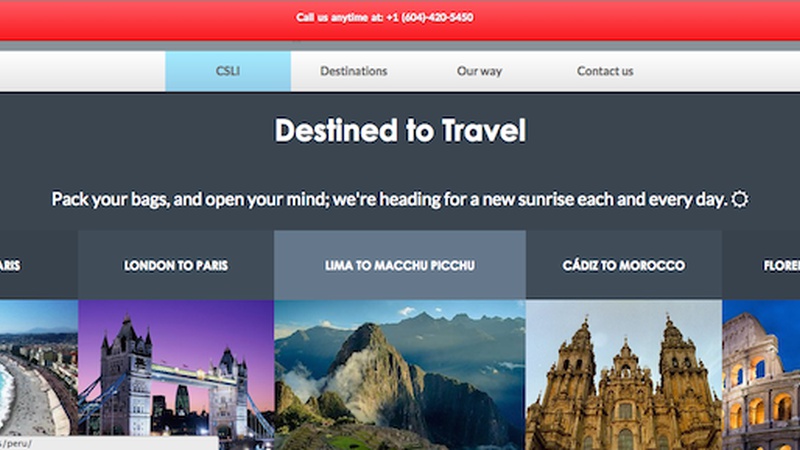 Call us anytime at: +1 (604)-420-5450
CSLI
Destinations
Our way
Contact us
Destined to Travel
Pack your bags, and open your mind; we're heading for a new sunrise each and every day.
ARIS
LONDON TO PARIS
LIMA TO MACCHU PICCHU
CÁDIZ TO MOROCCO
FLORE
s/peru/